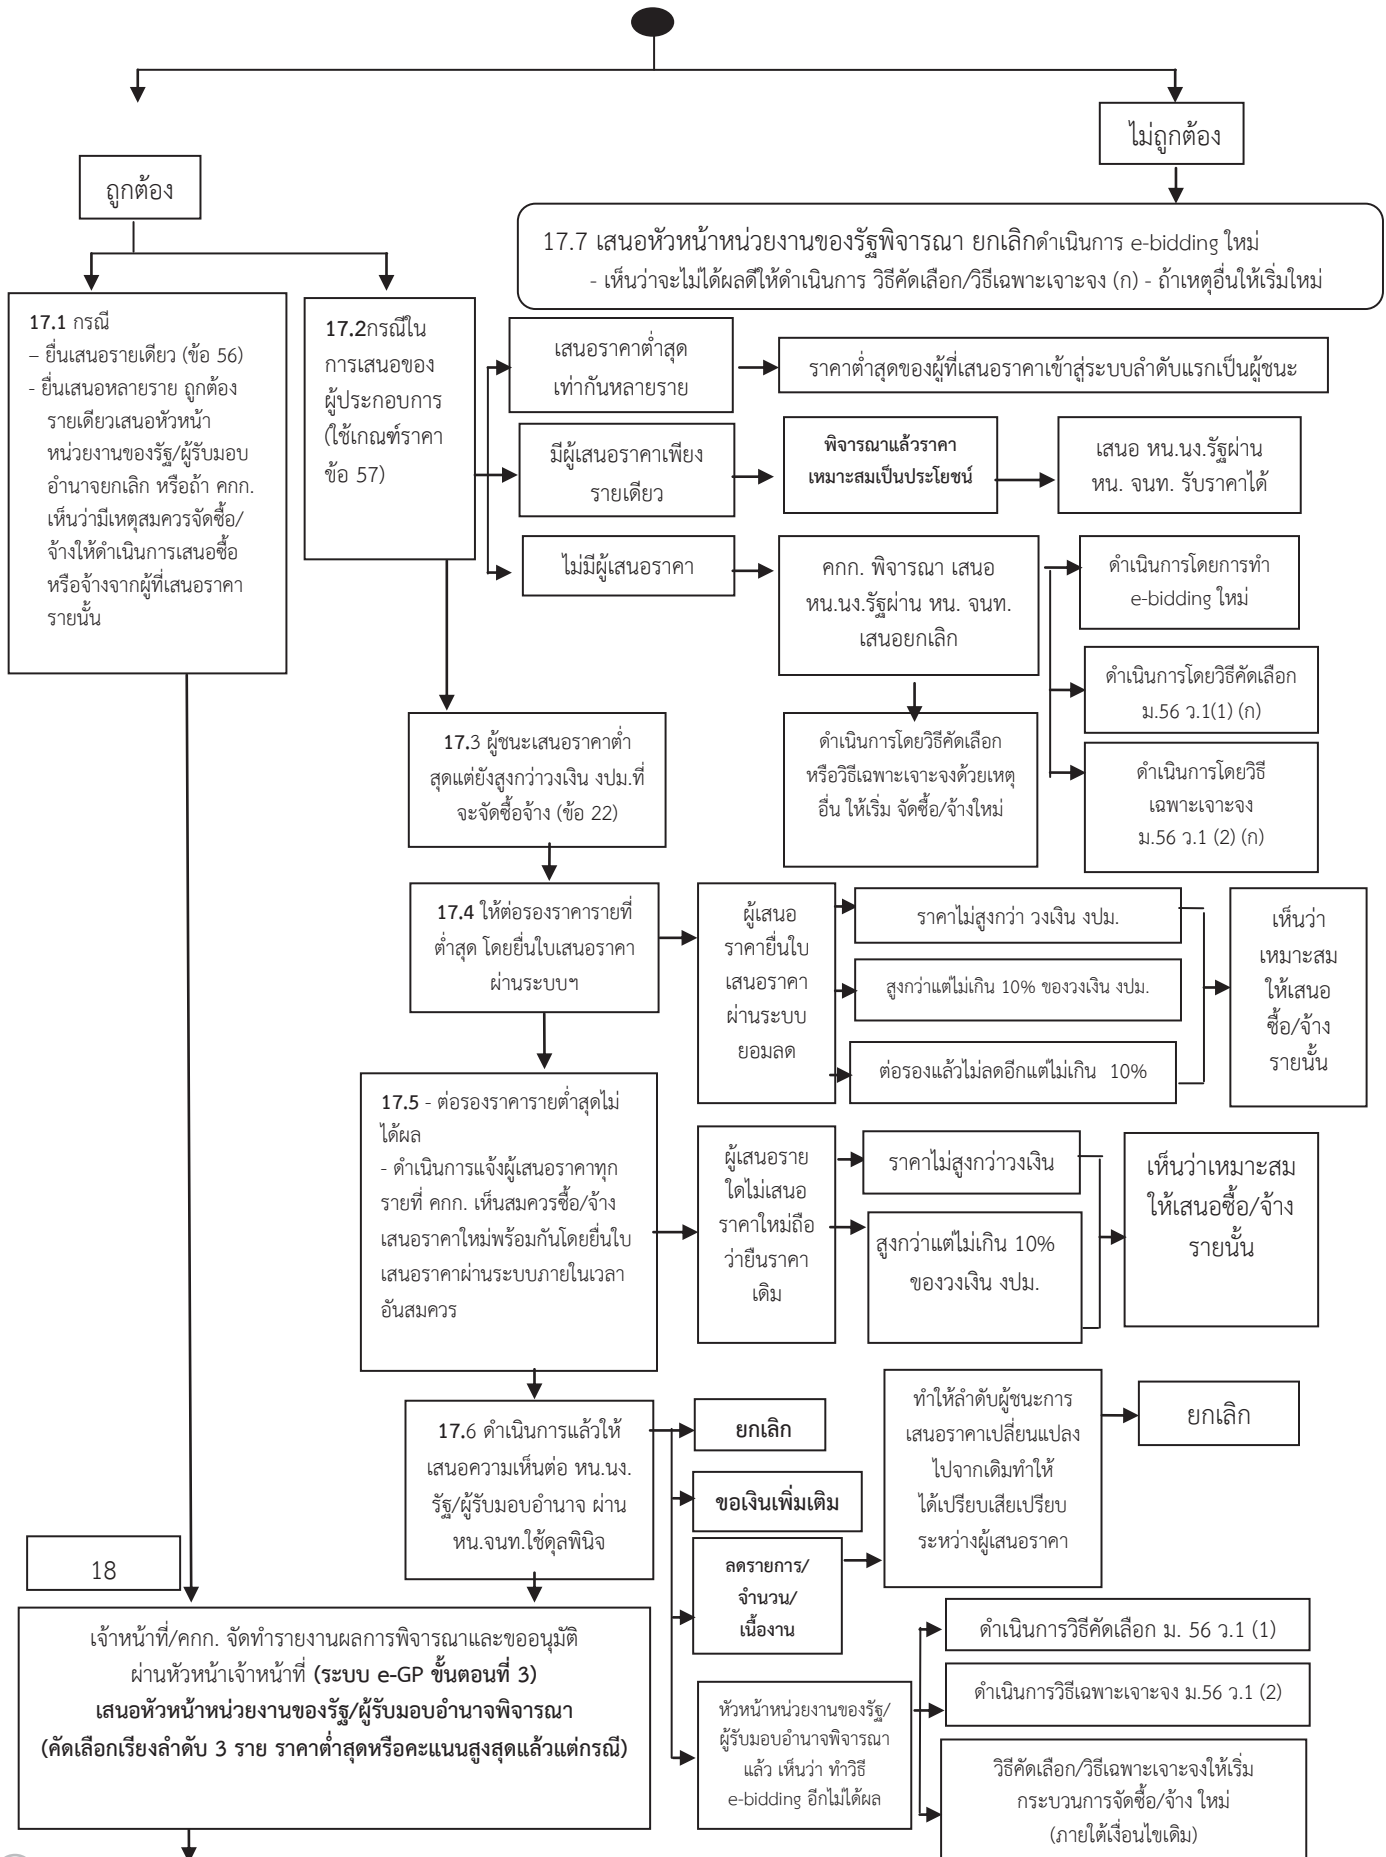 ไม่ถูกต้อง
ถูกต้อง
17.7 เสนอหัวหน้าหน่วยงานของรัฐพิจารณา ยกเลิกดำเนินการ e-bidding ใหม่
- เห็นว่าจะไม่ได้ผลดีให้ดำเนินการ วิธีคัดเลือก/วิธีเฉพาะเจาะจง (ก) - ถ้าเหตุอื่นให้เริ่มใหม่
17.1 กรณี
– ยื่นเสนอรายเดียว (ข้อ 56)
- ยื่นเสนอหลายราย ถูกต้อง
รายเดียวเสนอหัวหน้า
หน่วยงานของรัฐ/ผู้รับมอบ
อำนาจยกเลิก หรือถ้า คกก.
เห็นว่ามีเหตุสมควรจัดซื้อ/
จ้างให้ดำเนินการเสนอซื้อ
หรือจ้างจากผู้ที่เสนอราคา
รายนั้น
17.2กรณีใน
การเสนอของ
ผู้ประกอบการ
(ใช้เกณฑ์ราคา
ข้อ 57)
เสนอราคาต่ำสุด
เท่ากันหลายราย
ราคาต่ำสุดของผู้ที่เสนอราคาเข้าสู่ระบบลำดับแรกเป็นผู้ชนะ
มีผู้เสนอราคาเพียง
รายเดียว
พิจารณาแล้วราคา
เหมาะสมเป็นประโยชน์
เสนอ หน.นง.รัฐผ่าน
หน. จนท. รับราคาได้
ไม่มีผู้เสนอราคา
คกก. พิจารณา เสนอ
หน.นง.รัฐผ่าน หน. จนท.
เสนอยกเลิก
ดำเนินการโดยการทำ
e-bidding ใหม่
ดำเนินการโดยวิธีคัดเลือก
ม.56 ว.1(1) (ก)
ดำเนินการโดยวิธี
เฉพาะเจาะจง
ม.56 ว.1 (2) (ก)
ดำเนินการโดยวิธีคัดเลือก
หรือวิธีเฉพาะเจาะจงด้วยเหตุ
อื่น ให้เริ่ม จัดซื้อ/จ้างใหม่
17.3 ผู้ชนะเสนอราคาต่ำ
สุดแต่ยังสูงกว่าวงเงิน งปม.ที่
จะจัดซื้อจ้าง (ข้อ 22)
17.4 ให้ต่อรองราคารายที่
ต่ำสุด โดยยื่นใบเสนอราคา
ผ่านระบบฯ
ผู้เสนอ
ราคายื่นใบ
เสนอราคา
ผ่านระบบ
ยอมลด
ราคาไม่สูงกว่า วงเงิน งปม.
สูงกว่าแต่ไม่เกิน 10% ของวงเงิน งปม.
ต่อรองแล้วไม่ลดอีกแต่ไม่เกิน 10%
เห็นว่า
เหมาะสม
ให้เสนอ
ซื้อ/จ้าง
รายนั้น
17.5 - ต่อรองราคารายต่ำสุดไม่
ได้ผล
- ดำเนินการแจ้งผู้เสนอราคาทุก
รายที่ คกก. เห็นสมควรซื้อ/จ้าง
เสนอราคาใหม่พร้อมกันโดยยื่นใบ
เสนอราคาผ่านระบบภายในเวลา
อันสมควร
ผู้เสนอราย
ใดไม่เสนอ
ราคาใหม่ถือ
ว่ายืนราคา
เดิม
ราคาไม่สูงกว่าวงเงิน
สูงกว่าแต่ไม่เกิน 10%
ของวงเงิน งปม.
เห็นว่าเหมาะสม
ให้เสนอซื้อ/จ้าง
รายนั้น
17.6 ดำเนินการแล้วให้
เสนอความเห็นต่อ หน.นง.
รัฐ/ผู้รับมอบอำนาจ ผ่าน
หน.จนท.ใช้ดุลพินิจ
ยกเลิก
ขอเงินเพิ่มเติม
ลดรายการ/
จำนวน/
เนื้องาน
ทำให้ลำดับผู้ชนะการ
เสนอราคาเปลี่ยนแปลง
ไปจากเดิมทำให้
ได้เปรียบเสียเปรียบ
ระหว่างผู้เสนอราคา
ยกเลิก
หัวหน้าหน่วยงานของรัฐ/
ผู้รับมอบอำนาจพิจารณา
แล้ว เห็นว่า ทำวิธี
e-bidding อีกไม่ได้ผล
ดำเนินการวิธีคัดเลือก ม. 56 ว.1 (1)
ดำเนินการวิธีเฉพาะเจาะจง ม.56 ว.1 (2)
วิธีคัดเลือก/วิธีเฉพาะเจาะจงให้เริ่ม
กระบวนการจัดซื้อ/จ้าง ใหม่
(ภายใต้เงื่อนไขเดิม)
18
เจ้าหน้าที่/คกก. จัดทำรายงานผลการพิจารณาและขออนุมัติ
ผ่านหัวหน้าเจ้าหน้าที่ (ระบบ e-GP ขั้นตอนที่ 3)
เสนอหัวหน้าหน่วยงานของรัฐ/ผู้รับมอบอำนาจพิจารณา
(คัดเลือกเรียงลำดับ 3 ราย ราคาต่ำสุดหรือคะแนนสูงสุดแล้วแต่กรณี)